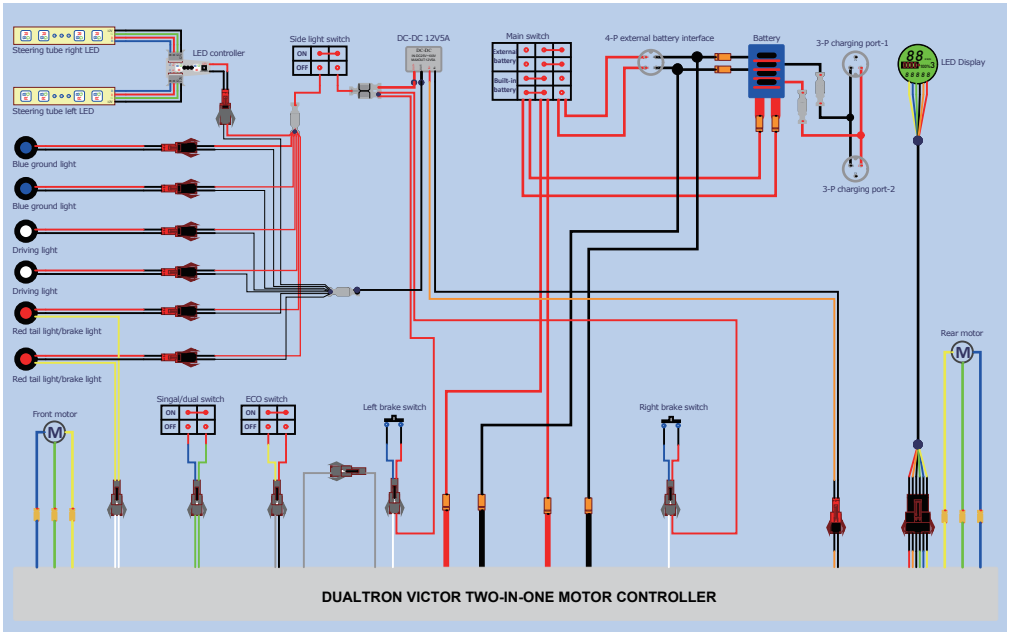 Steering tube right LED
LED controller
Steering tube left LED
Side light switch
ON
OFF
DC-DC 12V5A
DC-DC
Main switch
External
battery
Built-in
battery
4-P external battery interface
Battery
3-P charging port-1
88
88888
LED Display
3-P charging port-2
Blue ground light
Blue ground light
Driving light
Driving light
Red tail light/brake light
Red tail light/brake light
Front motor
M
Singal/dual switch
ON
OFF
ECO switch
ON
OFF
Left brake switch
Right brake switch
Rear motor
M
DUALTRON VICTOR TWO-IN-ONE MOTOR CONTROLLER